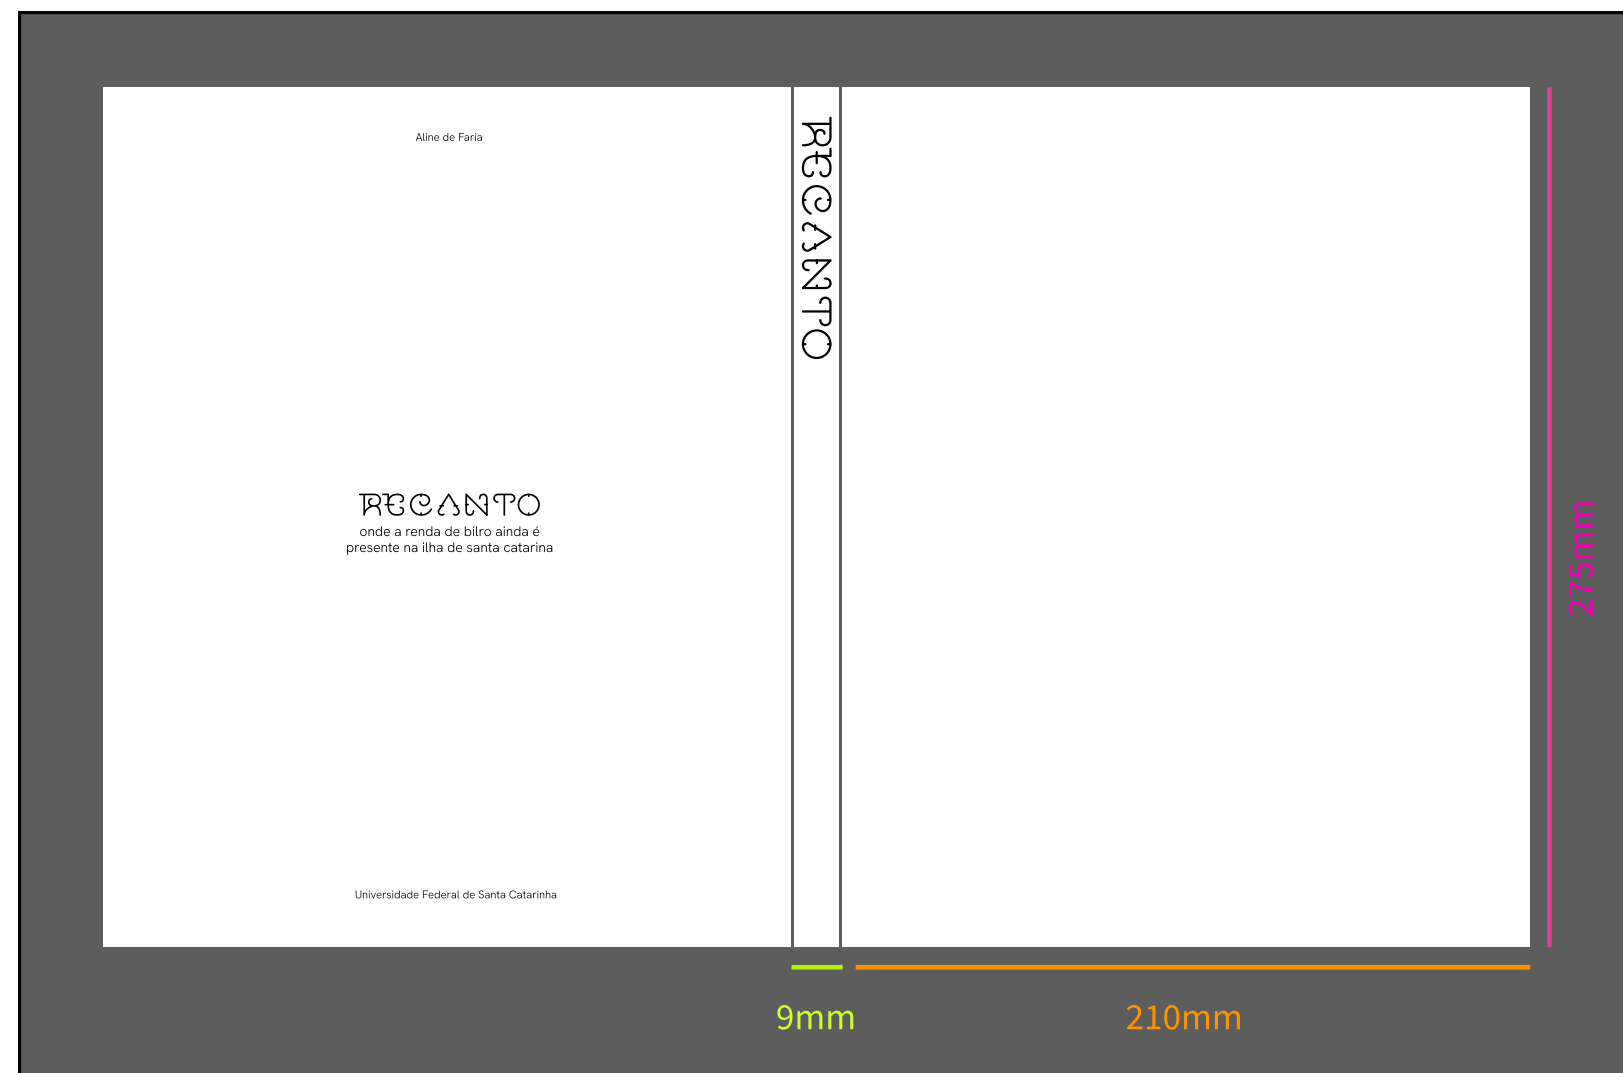 Aline de Faria
RECANTO
onde a renda de bilro ainda é
presente na ilha de santa catarina
Universidade Federal de Santa Catarinha
RECANTO
275mm
9mm
210mm